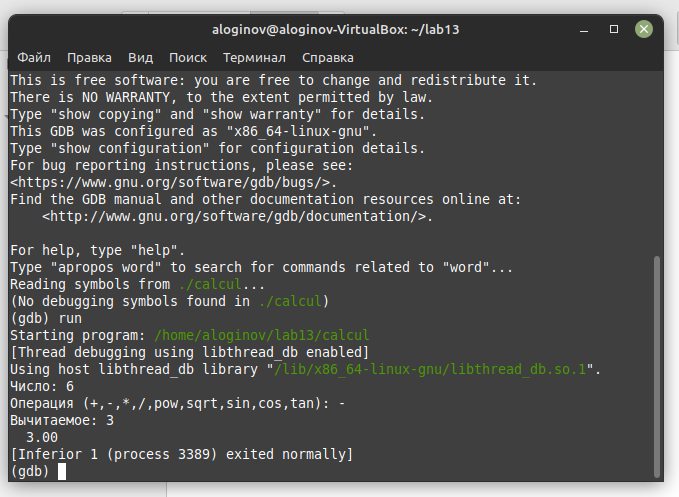 aloginov@aloginov-VirtualBox: ~/lab13
Файл Правка Вид Поиск Терминал Справка
This is free software: you are free to change and redistribute it.
There is NO WARRANTY, to the extent permitted by law.
Type "show copying" and "show warranty" for details.
This GDB was configured as "x86_64-linux-gnu".
Type "show configuration" for configuration details.
For bug reporting instructions, please see:
<https://www.gnu.org/software/gdb/bugs/>.
Find the GDB manual and other documentation resources online at:
    <http://www.gnu.org/software/gdb/documentation/>.

For help, type "help".
Type "apropos word" to search for commands related to "word"...
Reading symbols from ./calcul...
(No debugging symbols found in ./calcul)
(gdb) run
Starting program: /home/aloginov/lab13/calcul
[Thread debugging using libthread_db enabled]
Using host libthread_db library "/lib/x86_64-linux-gnu/libthread_db.so.1".
Число: 6
Операция (+,-,*,/,pow,sqrt,sin,cos,tan): -
Вычитаемое: 3
  3.00
[Inferior 1 (process 3389) exited normally]
(gdb)